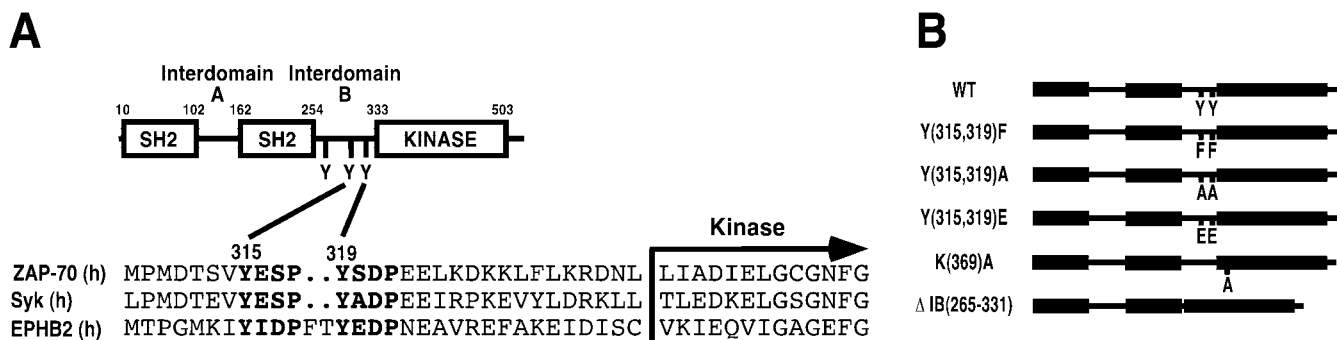 A
Interdomain Interdomain
A B
10 102 162 254 333 503
SH2 SH2 KINASE
Y Y Y
315 319 Kinase
ZAP-70 (h) MPMDTSVYESP..YSDPEELKDKKLFLKRDNL LIADIELGCGNFG
Syk (h) LPMDTEVYESP..YADPEEIRPKEVYLDRKLL TLEDKELGSGNFG
EPHB2 (h) MTPGMKIYIDPFTYEDPNEAVREFAKEIDISC VKIEQVIGAGEFG
B
WT
Y Y
Y(315,319)F
F F
Y(315,319)A
A A
Y(315,319)E
E E
K(369)A
A
Δ IB(265-331)